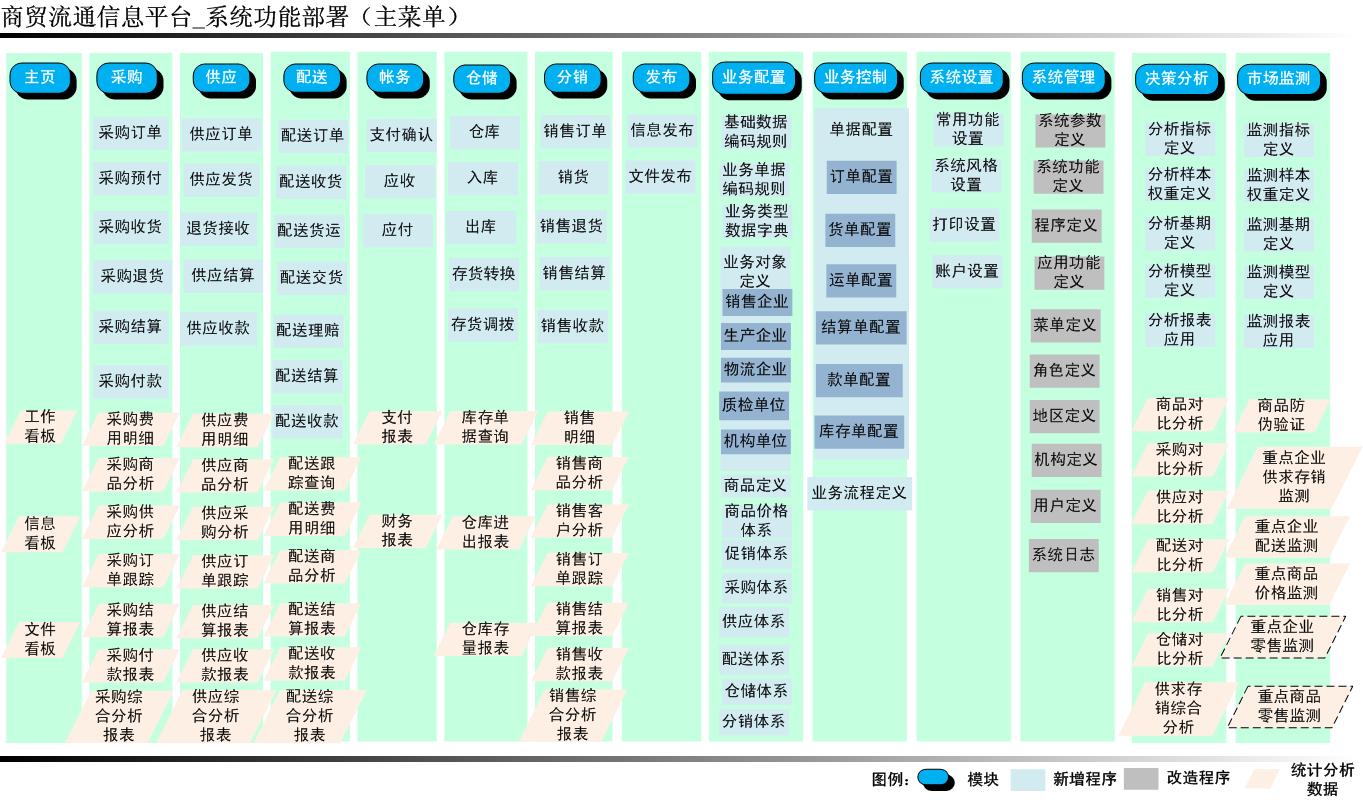 商贸流通信息平台_系统功能部署（主菜单）
主页
工作
看板
信息
看板
文件
看板
采购
采购订单
采购预付
采购收货
采购退货
采购结算
采购付款
采购费
用明细
采购商
品分析
采购供
应分析
采购订
单跟踪
采购结
算报表
采购付
款报表
采购综
合分析
报表
供应
供应订单
供应发货
退货接收
供应结算
供应收款
供应费
用明细
供应商
品分析
供应采
购分析
供应订
单跟踪
供应结
算报表
供应收
款报表
供应综
合分析
报表
配送
配送订单
配送收货
配送货运
配送交货
配送理赔
配送结算
配送收款
配送跟
踪查询
配送费
用明细
配送商
品分析
配送结
算报表
配送收
款报表
配送综
合分析
报表
帐务
支付确认
应收
应付
支付
报表
财务
报表
仓储
仓库
入库
出库
存货转换
存货调拨
库存单
据查询
仓库进
出报表
仓库存
量报表
分销
销售订单
销货
销售退货
销售结算
销售收款
销售
明细
销售商
品分析
销售客
户分析
销售订
单跟踪
销售结
算报表
销售收
款报表
销售综
合分析
报表
发布
信息发布
文件发布
业务配置
基础数据
编码规则
业务单据
编码规则
业务类型
数据字典
业务对象
定义
销售企业
生产企业
物流企业
质检单位
机构单位
商品定义
商品价格
体系
促销体系
采购体系
供应体系
配送体系
仓储体系
分销体系
业务控制
单据配置
订单配置
货单配置
运单配置
结算单配置
款单配置
库存单配置
业务流程定义
系统设置
常用功能
设置
系统风格
设置
打印设置
账户设置
系统管理
系统参数
定义
系统功能
定义
程序定义
应用功能
定义
菜单定义
角色定义
地区定义
机构定义
用户定义
系统日志
决策分析
分析指标
定义
分析样本
权重定义
分析基期
定义
分析模型
定义
分析报表
应用
商品对
比分析
采购对
比分析
供应对
比分析
配送对
比分析
销售对
比分析
仓储对
比分析
供求存
销综合
分析
市场监测
监测指标
定义
监测样本
权重定义
监测基期
定义
监测模型
定义
监测报表
应用
商品防
伪验证
重点企业
供求存销
监测
重点企业
配送监测
重点商品
价格监测
重点企业
零售监测
重点商品
零售监测
图例：
模块
新增程序
改造程序
统计分析
数据